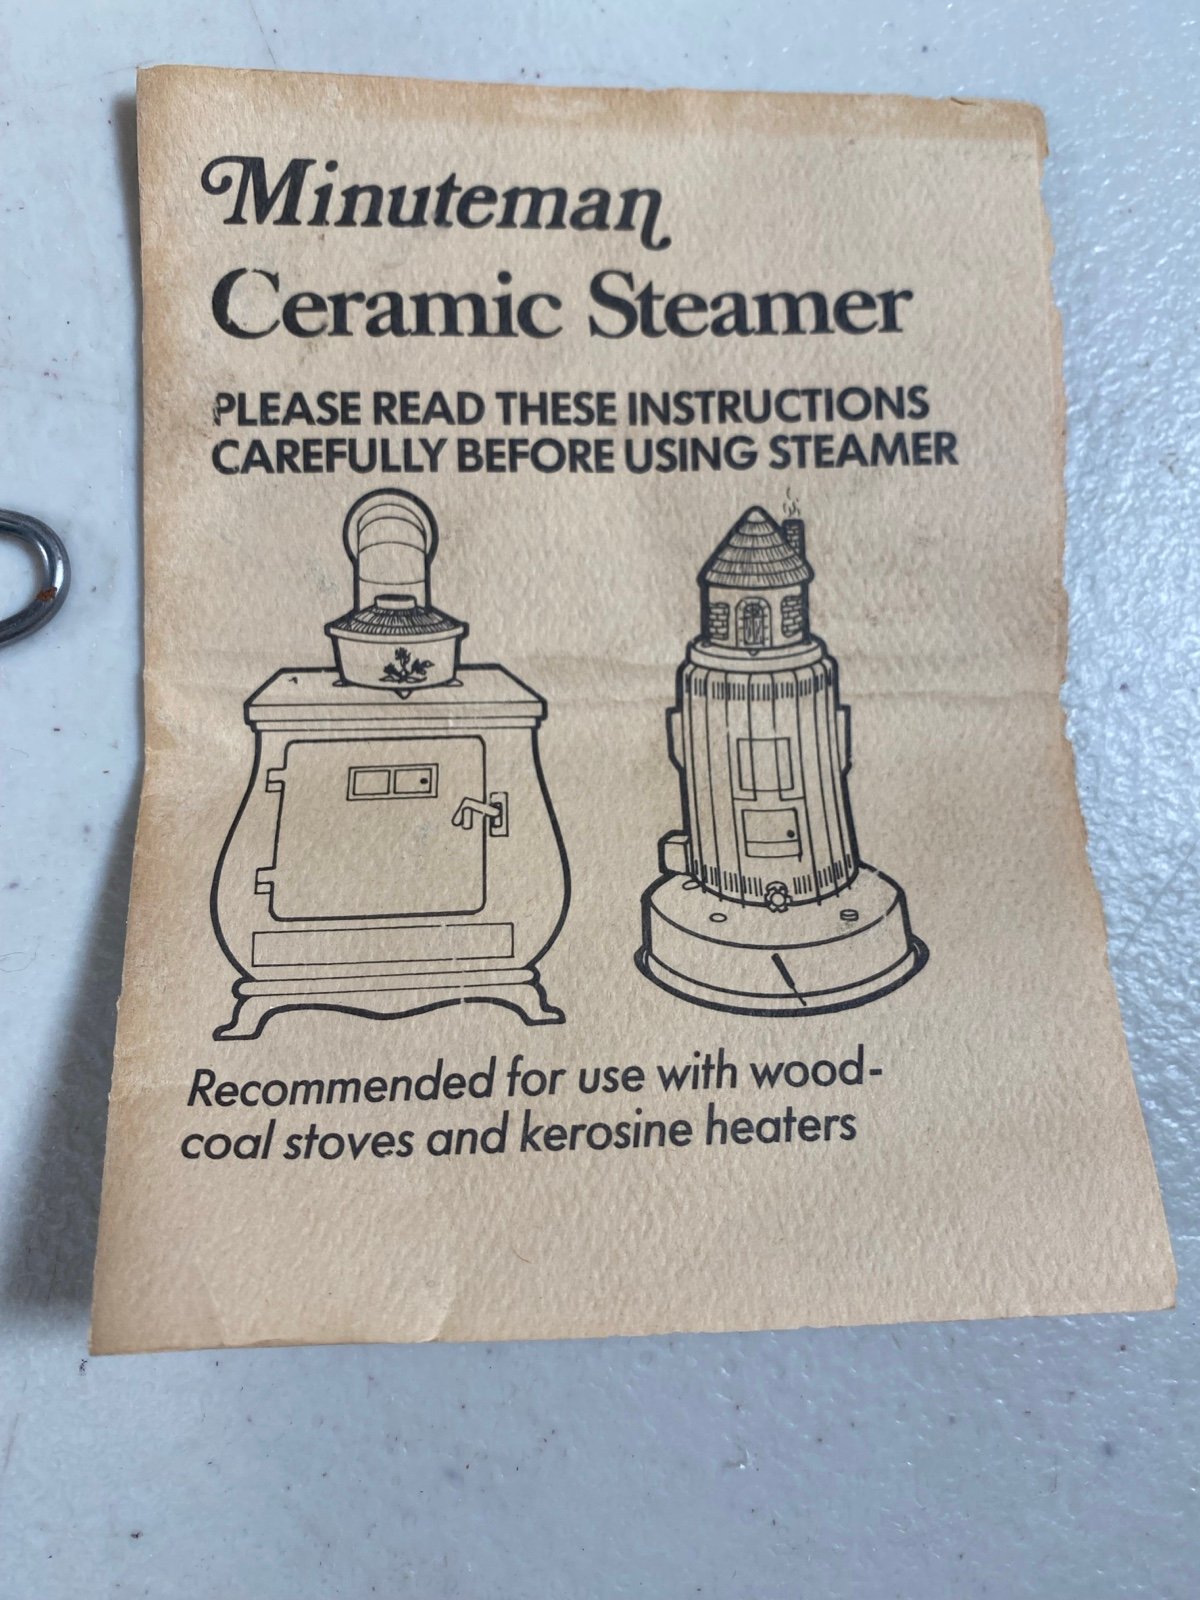 Minuteman
Ceramic Steamer
PLEASE READ THESE INSTRUCTIONS
CAREFULLY BEFORE USING STEAMER
Recommended for use with wood-
coal stoves and kerosine heaters